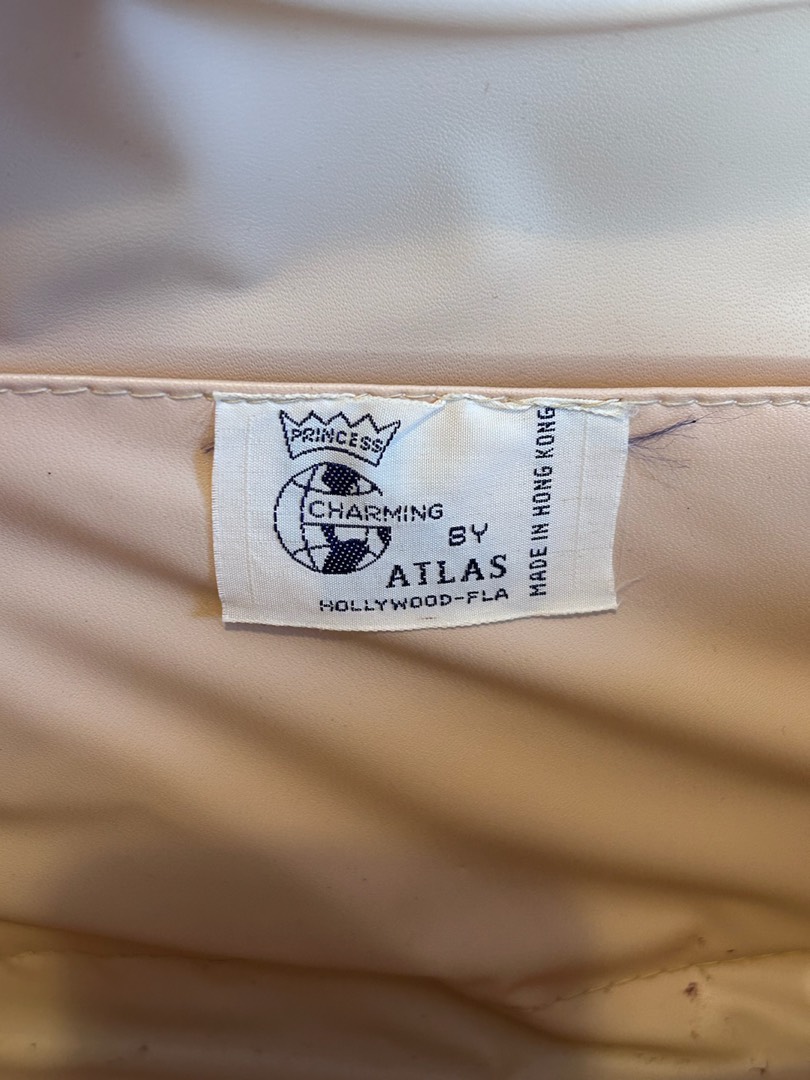 PRINCESS
CHARMING
BY
ATLAS
HOLLYWOOD-FLA
MADE IN HONG KONG